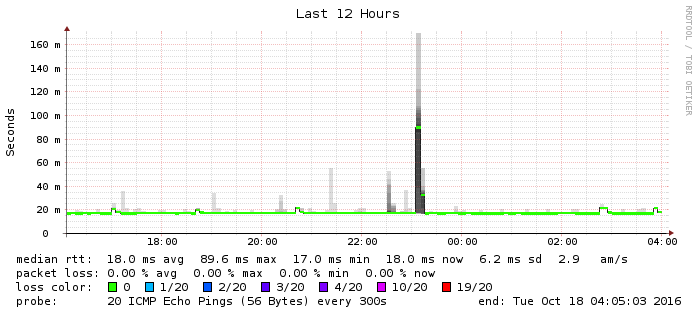 Last 12 Hours
RRDTOOL / TOBI OETIKER
Seconds
160 m
140 m
120 m
100 m
80 m
60 m
40 m
20 m
0
18:00 20:00 22:00 00:00 02:00 04:00
median rtt: 18.0 ms avg 89.6 ms max 17.0 ms min 18.0 ms now 6.2 ms sd 2.9 am/s
packet loss: 0.00 % avg 0.00 % max 0.00 % min 0.00 % now
loss color: 0 1/20 2/20 3/20 4/20 10/20 19/20
probe: 20 ICMP Echo Pings (56 Bytes) every 300s end: Tue Oct 18 04:05:03 2016